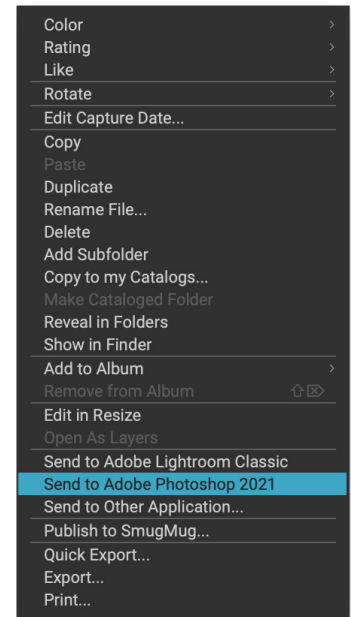 Color
Rating
Like
Rotate
Edit Capture Date...
Copy
Paste
Duplicate
Rename File...
Delete
Add Subfolder
Copy to my Catalogs...
Make Cataloged Folder
Reveal in Folders
Show in Finder
Add to Album
Remove from Album ⇧⌦
Edit in Resize
Open As Layers
Send to Adobe Lightroom Classic
Send to Adobe Photoshop 2021
Send to Other Application...
Publish to SmugMug...
Quick Export...
Export...
Print...